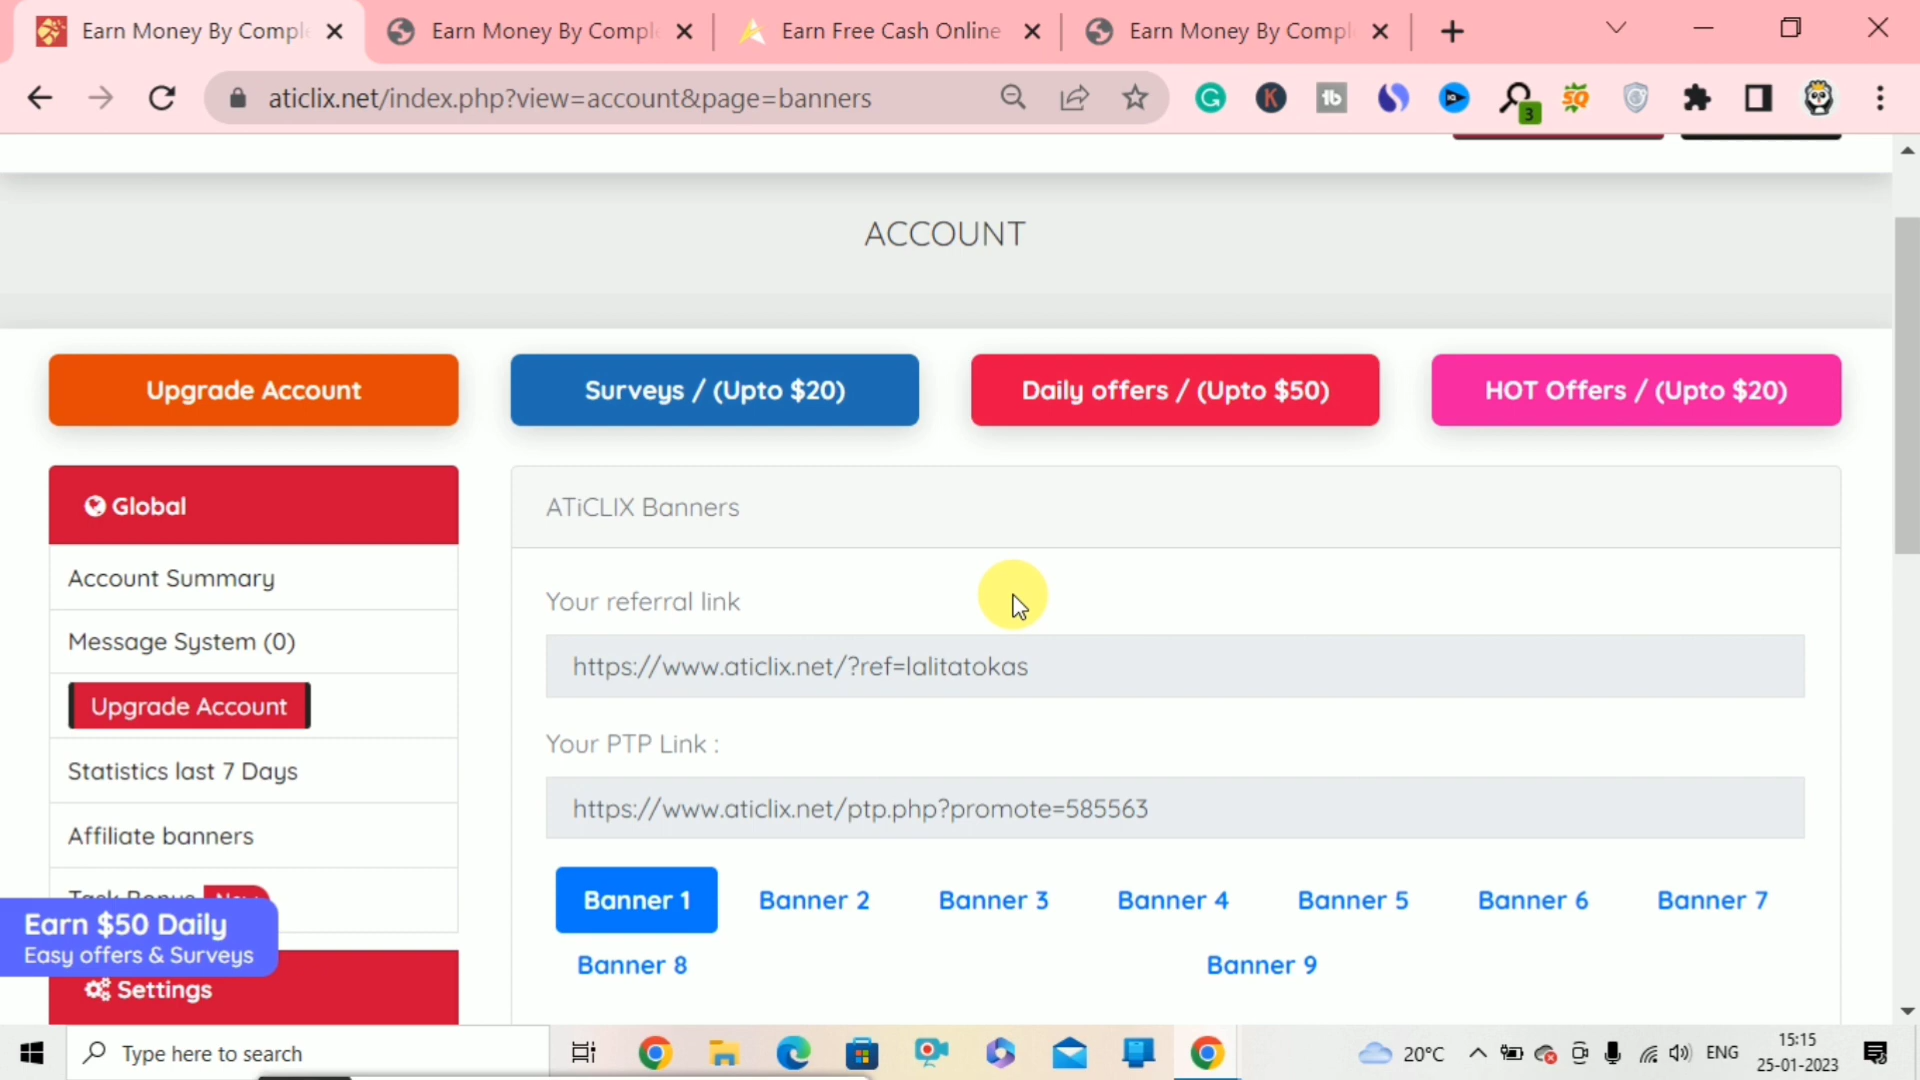 Earn Money By Compl
Earn Money By Compl
Earn Free Cash Online
Earn Money By Compl
aticlix.net/index.php?view=account&page=banners
3
ACCOUNT
Upgrade Account
Surveys / (Upto $20)
Daily offers / (Upto $50)
HOT Offers / (Upto $20)
Global
Account Summary
Message System (0)
Upgrade Account
Statistics last 7 Days
Affiliate banners
Task Bonus New
Earn $50 Daily
Easy offers & Surveys
Settings
ATiCLIX Banners
Your referral link
https://www.aticlix.net/?ref=lalitatokas
Your PTP Link :
https://www.aticlix.net/ptp.php?promote=585563
Banner 1
Banner 2
Banner 3
Banner 4
Banner 5
Banner 6
Banner 7
Banner 8
Banner 9
Type here to search
20°C
ENG
15:15
25-01-2023